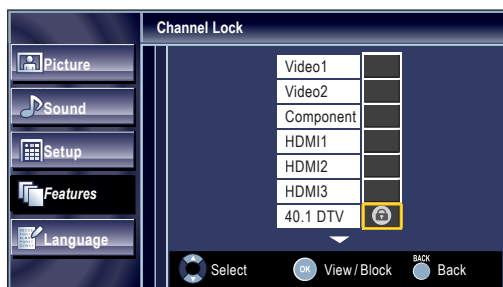 Channel Lock
Picture
Sound
Setup
Features
Language
Video1
Video2
Component
HDMI1
HDMI2
HDMI3
40.1 DTV
Select
OK
View / Block
BACK
Back